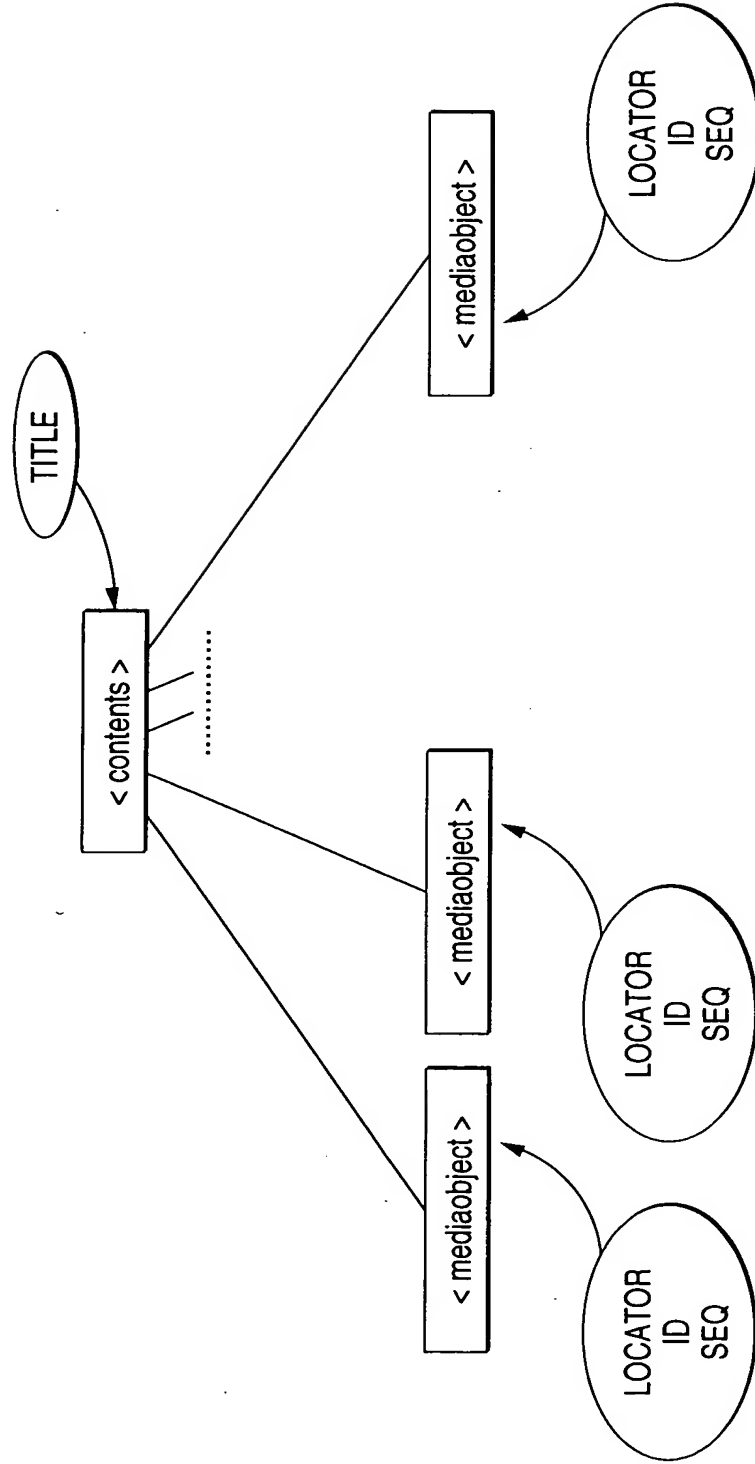 TITLE
< contents >
............
< mediaobject >
< mediaobject >
< mediaobject >
LOCATOR
ID
SEQ
LOCATOR
ID
SEQ
LOCATOR
ID
SEQ